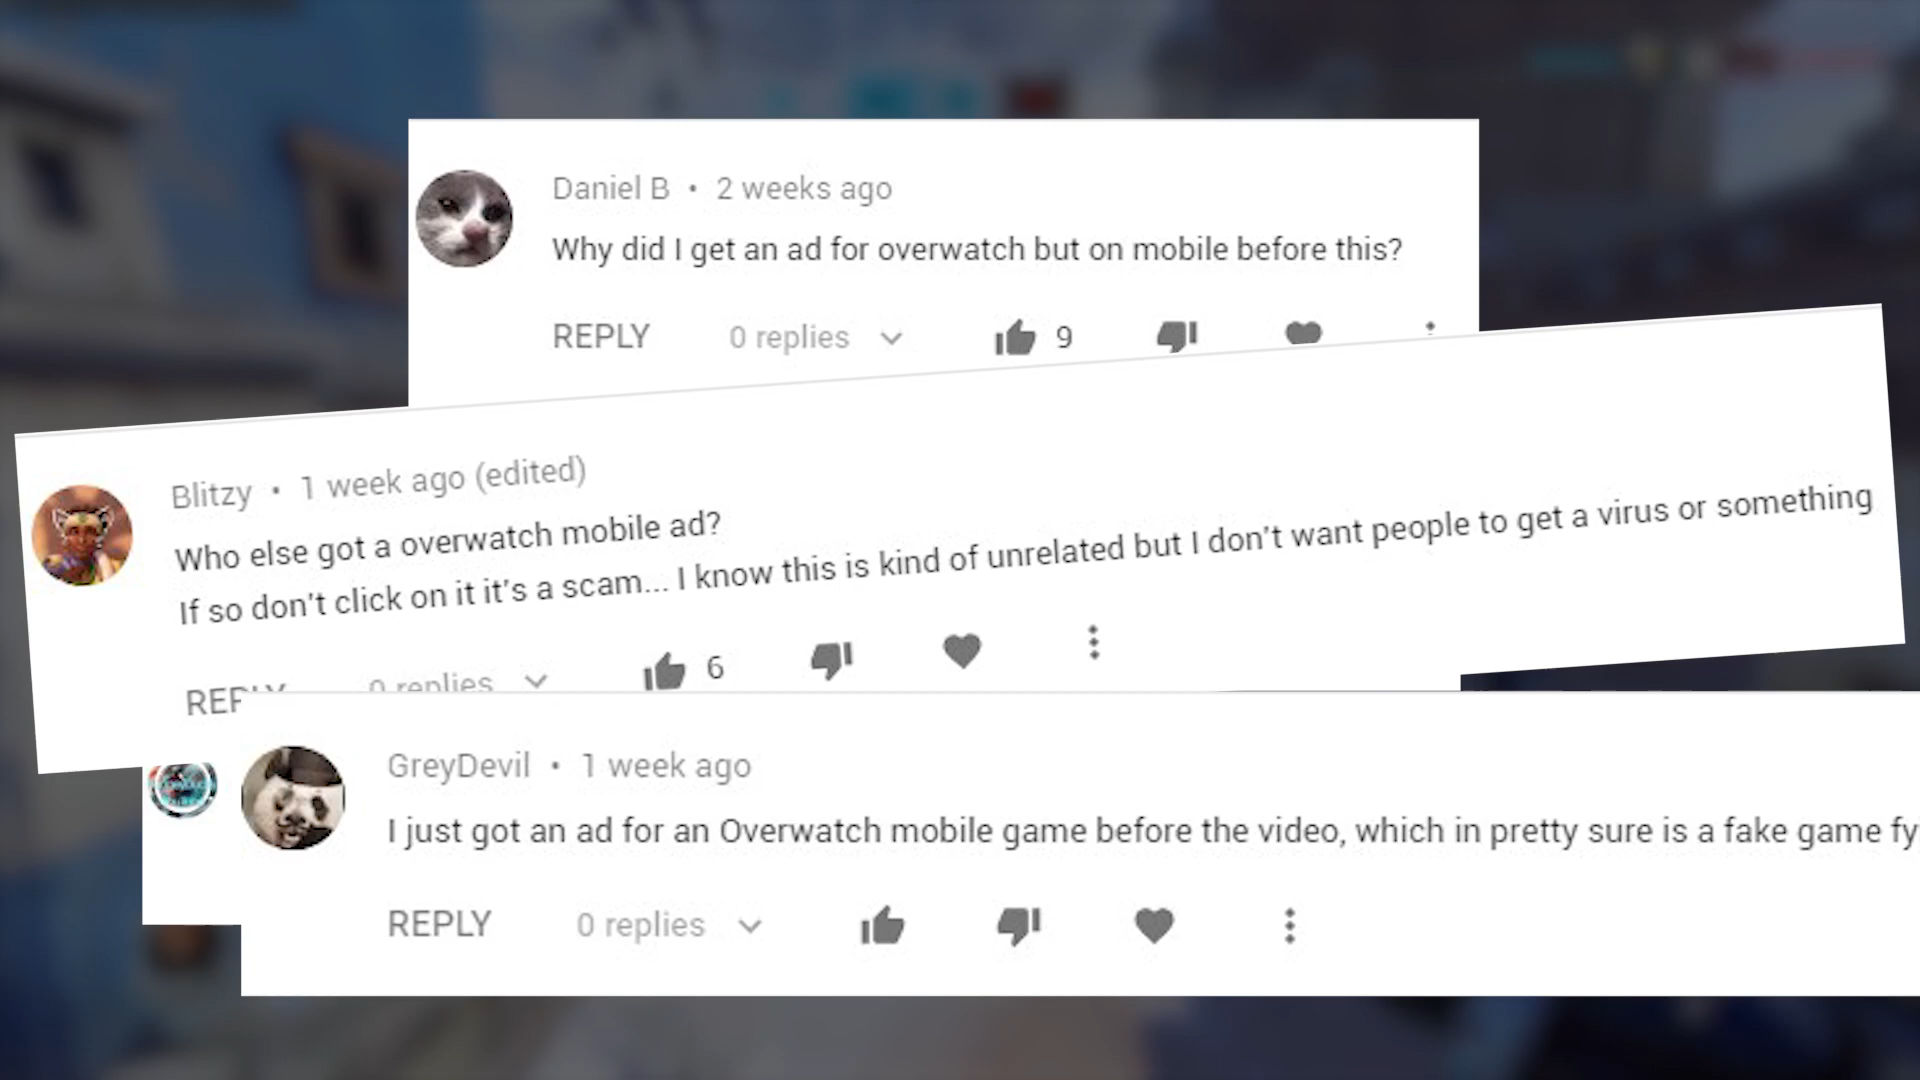 Daniel B • 2 weeks ago
Why did I get an ad for overwatch but on mobile before this?
REPLY 0 replies 9
Blitzy • 1 week ago (edited)
Who else got a overwatch mobile ad?
If so don't click on it it's a scam... I know this is kind of unrelated but I don't want people to get a virus or something
REPLY 0 replies 6
GreyDevil • 1 week ago
I just got an ad for an Overwatch mobile game before the video, which in pretty sure is a fake game fy
REPLY 0 replies